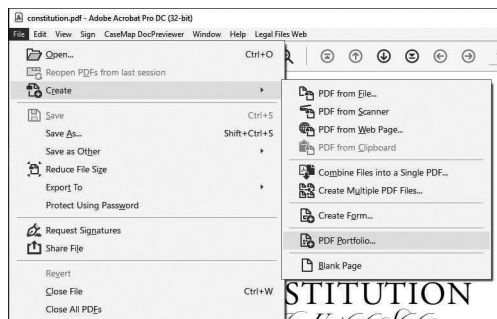 constitution.pdf - Adobe Acrobat Pro DC (32-bit)
File Edit View Sign CaseMap DocPreviewer Window Help Legal Files Web
Open... Ctrl+O
Reopen PDFs from last session
Create
Save Ctrl+S
Save As... Shift+Ctrl+S
Save as Other
Reduce File Size
Export To
Protect Using Password
Request Signatures
Share File
Revert
Close File Ctrl+W
Close All PDFs
PDF from File...
PDF from Scanner
PDF from Web Page...
PDF from Clipboard
Combine Files into a Single PDF...
Create Multiple PDF Files...
Create Form...
PDF Portfolio...
Blank Page
STITUTION